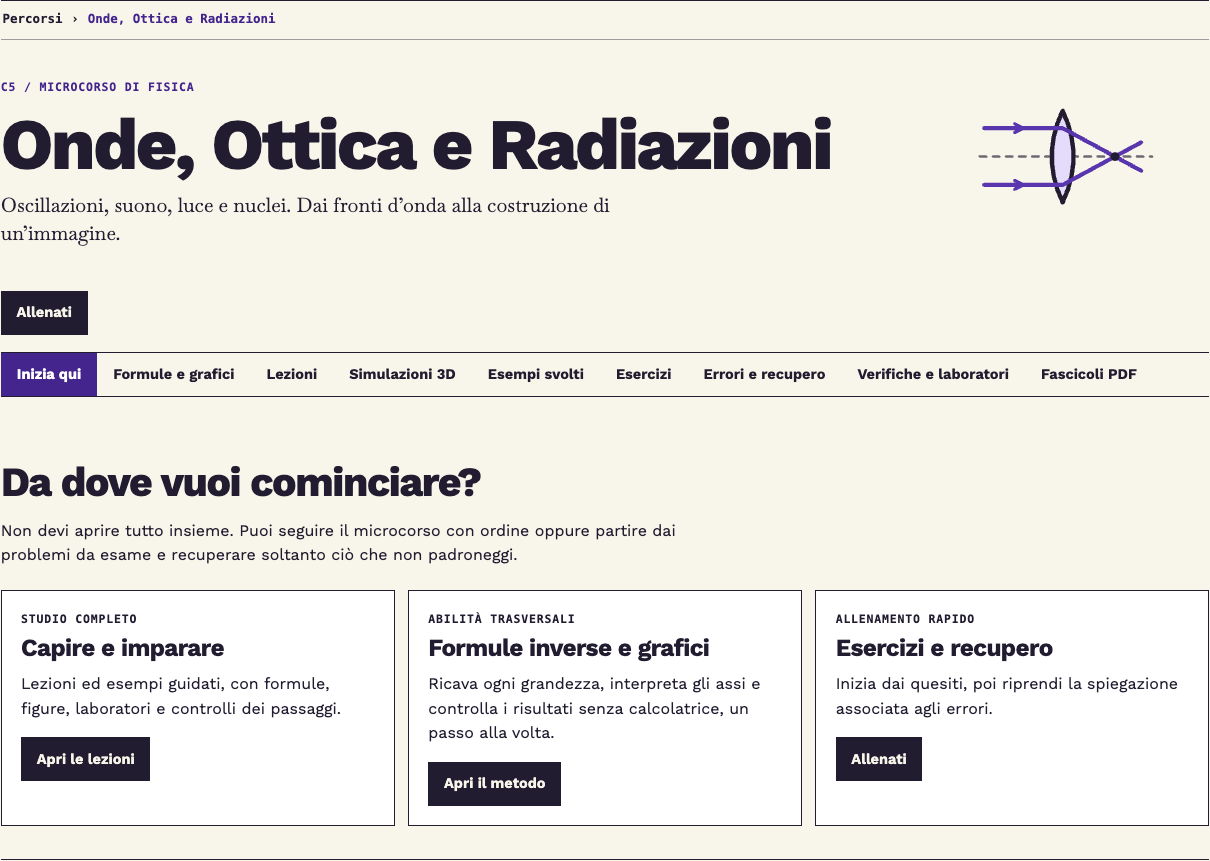 Percorsi › Onde, Ottica e Radiazioni
C5 / MICROCORSO DI FISICA
Onde, Ottica e Radiazioni
Oscillazioni, suono, luce e nuclei. Dai fronti d’onda alla costruzione di
un’immagine.
Allenati
Inizia qui Formule e grafici Lezioni Simulazioni 3D Esempi svolti Esercizi Errori e recupero Verifiche e laboratori Fascicoli PDF
Da dove vuoi cominciare?
Non devi aprire tutto insieme. Puoi seguire il microcorso con ordine oppure partire dai
problemi da esame e recuperare soltanto ciò che non padroneggi.
STUDIO COMPLETO
Capire e imparare
Lezioni ed esempi guidati, con formule,
figure, laboratori e controlli dei passaggi.
Apri le lezioni
ABILITÀ TRASVERSALI
Formule inverse e grafici
Ricava ogni grandezza, interpreta gli assi e
controlla i risultati senza calcolatrice, un
passo alla volta.
Apri il metodo
ALLENAMENTO RAPIDO
Esercizi e recupero
Inizia dai quesiti, poi riprendi la spiegazione
associata agli errori.
Allenati